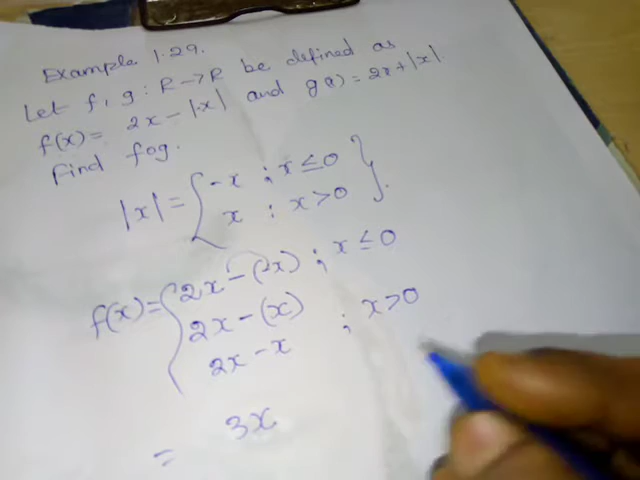 Example 1.29.
Let f, g : R → R be defined as
f(x) = 2x - |x| and g(x) = 2x + |x|
Find fog.
|x| = { -x ; x ≤ 0
x ; x > 0 }.
f(x) = { 2x - (-x) ; x ≤ 0
2x - (x)
2x - x ; x > 0
3x
=